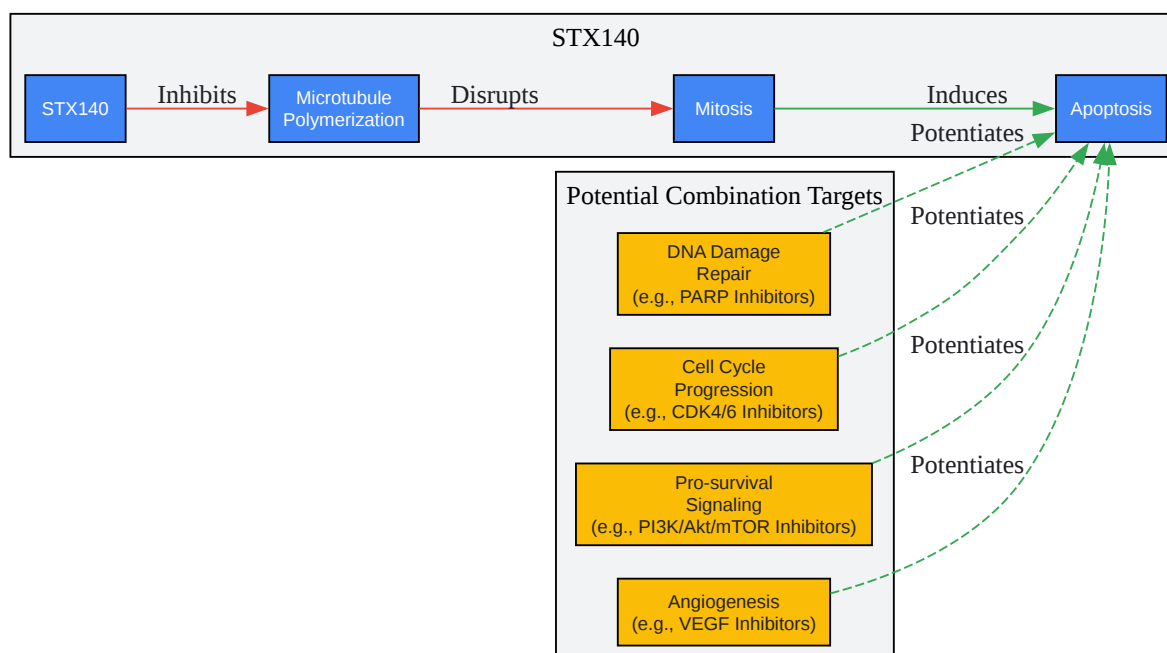 STX140
STX140
Inhibits
Microtubule
Polymerization
Disrupts
Mitosis
Induces
Apoptosis
Potentiates
Potential Combination Targets
DNA Damage
Repair
(e.g., PARP Inhibitors)
Potentiates
Cell Cycle
Progression
(e.g., CDK4/6 Inhibitors)
Potentiates
Pro-survival
Signaling
(e.g., PI3K/Akt/mTOR Inhibitors)
Potentiates
Angiogenesis
(e.g., VEGF Inhibitors)